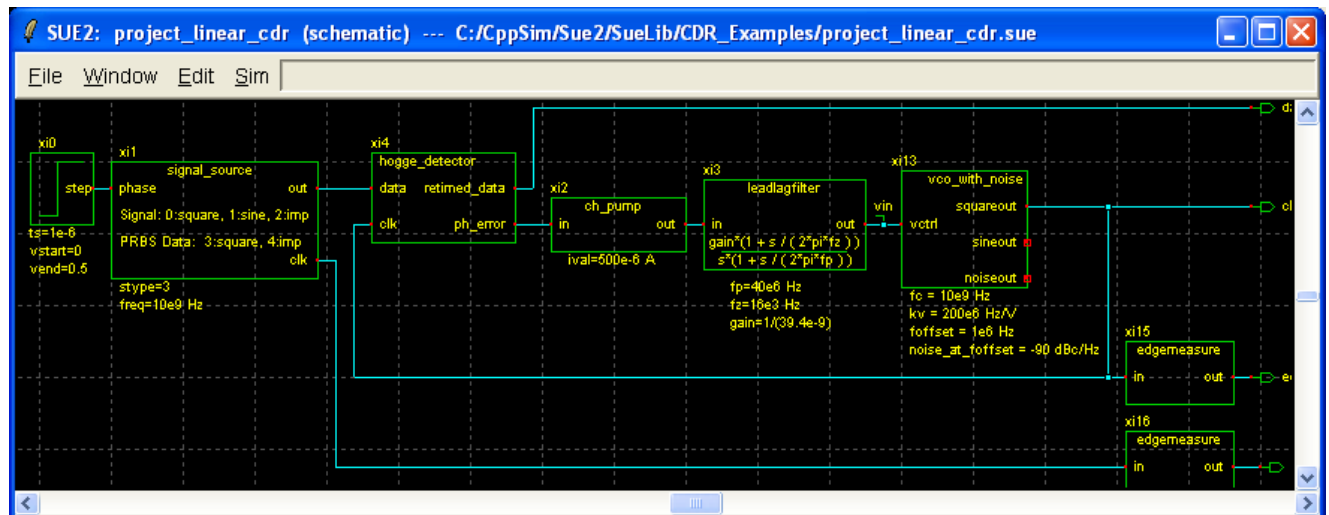 SUE2: project_linear_cdr (schematic) --- C:/CppSim/Sue2/SueLib/CDR_Examples/project_linear_cdr.sue
File Window Edit Sim
xi0
step
ts=1e-6
vstart=0
vend=0.5
xi1
signal_source
phase out
Signal: 0:square, 1:sine, 2:imp
PRBS Data: 3:square, 4:imp
clk
stype=3
freq=10e9 Hz
xi4
hogge_detector
data retimed_data
clk ph_error
xi2
ch_pump
in out
ival=500e-6 A
xi3
leadlagfilter
in out
gain*(1 + s / ( 2*pi*fz ) )
s*(1 + s / ( 2*pi*fp ) )
fp=40e6 Hz
fz=16e3 Hz
gain=1/(39.4e-9)
vin
xi13
vco_with_noise
squareout
vctrl
sineout
noiseout
fc = 10e9 Hz
kv = 200e6 Hz/V
foffset = 1e6 Hz
noise_at_foffset = -90 dBc/Hz
xi15
edgemeasure
in out
xi16
edgemeasure
in out